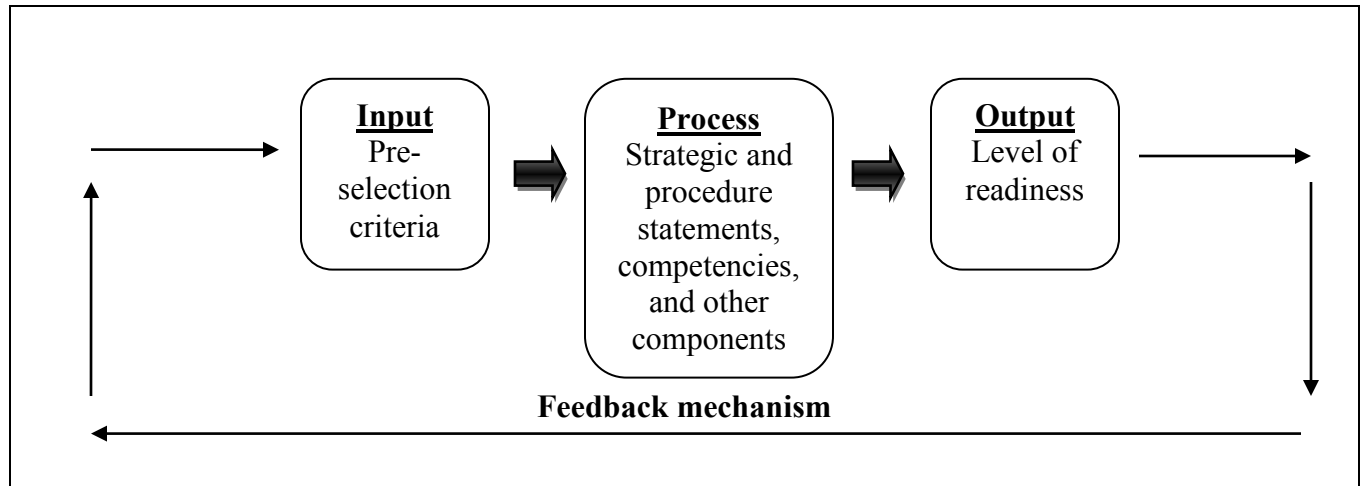 Input
Pre-
selection
criteria
Process
Strategic and
procedure
statements,
competencies,
and other
components
Output
Level of
readiness
Feedback mechanism